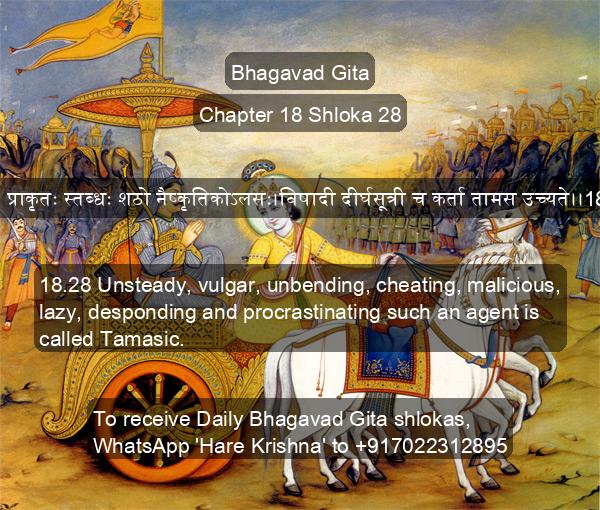 Bhagavad Gita
Chapter 18 Shloka 28
प्राकृतः स्तब्धः शठो नैष्कृतिकोऽलसः।विषादी दीर्घसूत्री च कर्ता तामस उच्यते।।18
18.28 Unsteady, vulgar, unbending, cheating, malicious,
lazy, desponding and procrastinating such an agent is
called Tamasic.
To receive Daily Bhagavad Gita shlokas,
WhatsApp 'Hare Krishna' to +917022312895